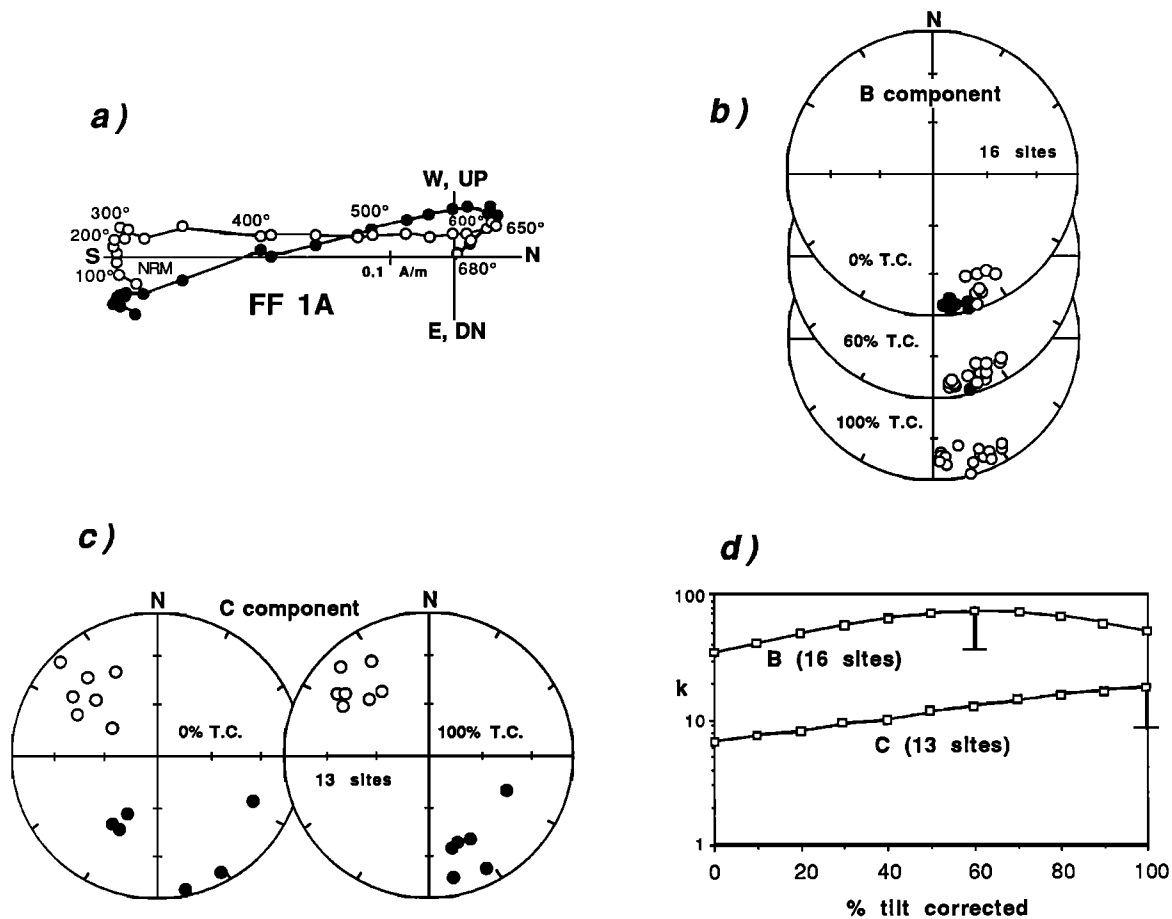 a)
W, UP
300°
200°
400°
500°
600°
650°
S
N
100°
NRM
0.1 A/m
680°
FF 1A
E, DN
b)
N
B component
16 sites
0% T.C.
60% T.C.
100% T.C.
c)
N
C component
N
0% T.C.
100% T.C.
13 sites
d)
100
B (16 sites)
k
10
C (13 sites)
1
0 20 40 60 80 100
% tilt corrected